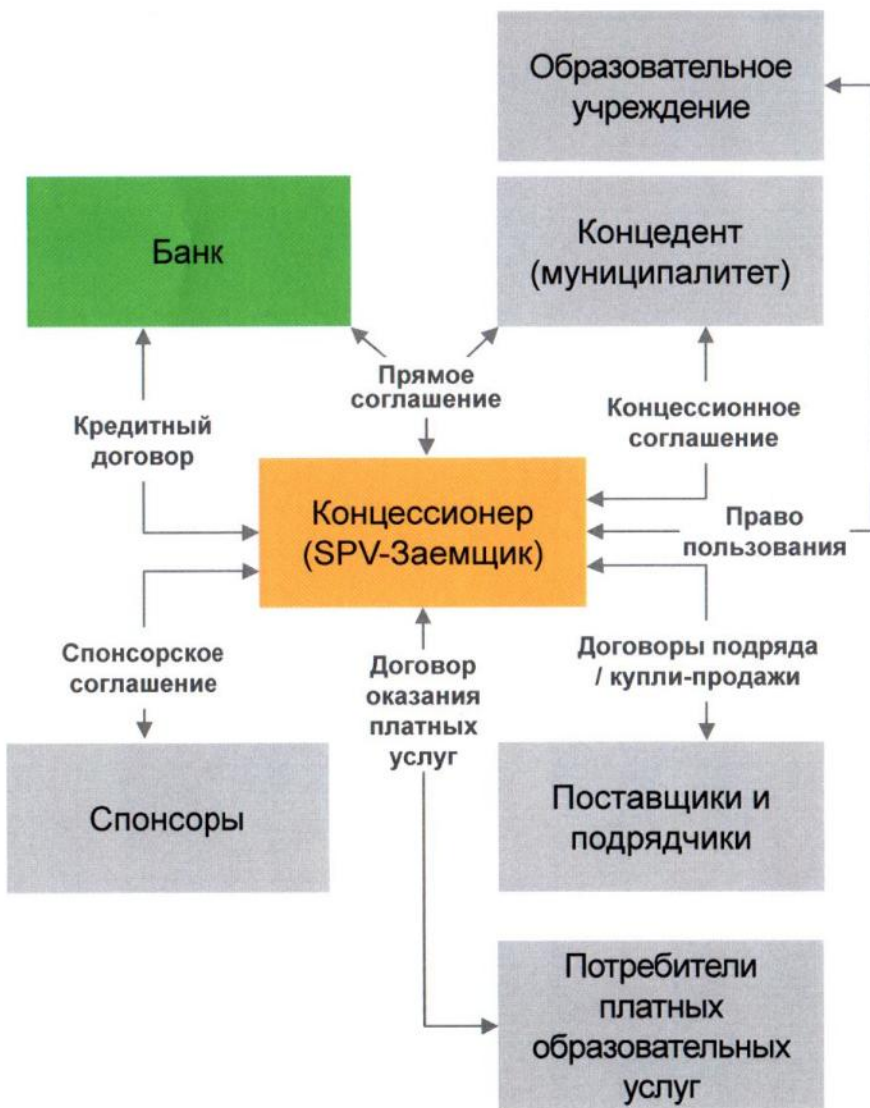 Образовательное
учреждение
Банк
Концедент
(муниципалитет)
Прямое
соглашение
Кредитный
договор
Концессионное
соглашение
Концессионер
(SPV-Заемщик)
Право
пользования
Спонсорское
соглашение
Договор
оказания
платных
услуг
Договоры подряда
/ купли-продажи
Спонсоры
Поставщики и
подрядчики
Потребители
платных
образовательных
услуг